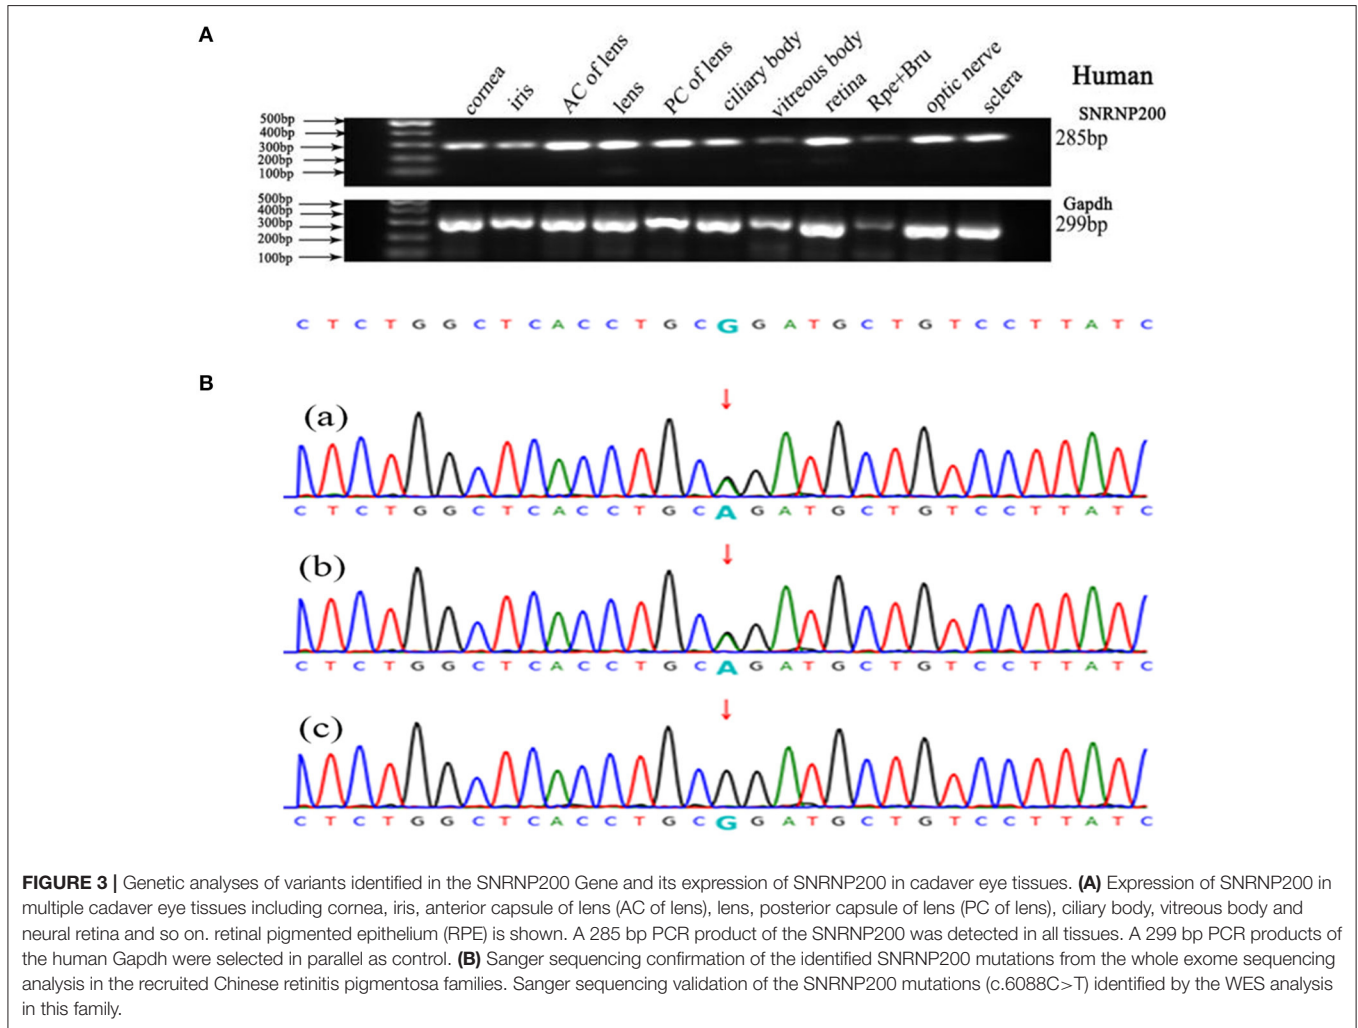 A
cornea
iris
AC of lens
lens
PC of lens
ciliary body
vitreous body
retina
Rpe+Bru
optic nerve
sclera
Human
SNRNP200
500bp
400bp
300bp
200bp
100bp
285bp
Gapdh
500bp
400bp
300bp
200bp
100bp
299bp
C T C T G G C T C A C C T G C G G A T G C T G T C C T T A T C
B
(a)
C T C T G G C T C A C C T G C A G A T G C T G T C C T T A T C
(b)
C T C T G G C T C A C C T G C A G A T G C T G T C C T T A T C
(c)
C T C T G G C T C A C C T G C G G A T G C T G T C C T T A T C
FIGURE 3 | Genetic analyses of variants identified in the SNRNP200 Gene and its expression of SNRNP200 in cadaver eye tissues. (A) Expression of SNRNP200 in
multiple cadaver eye tissues including cornea, iris, anterior capsule of lens (AC of lens), lens, posterior capsule of lens (PC of lens), ciliary body, vitreous body and
neural retina and so on. retinal pigmented epithelium (RPE) is shown. A 285 bp PCR product of the SNRNP200 was detected in all tissues. A 299 bp PCR products of
the human Gapdh were selected in parallel as control. (B) Sanger sequencing confirmation of the identified SNRNP200 mutations from the whole exome sequencing
analysis in the recruited Chinese retinitis pigmentosa families. Sanger sequencing validation of the SNRNP200 mutations (c.6088C>T) identified by the WES analysis
in this family.